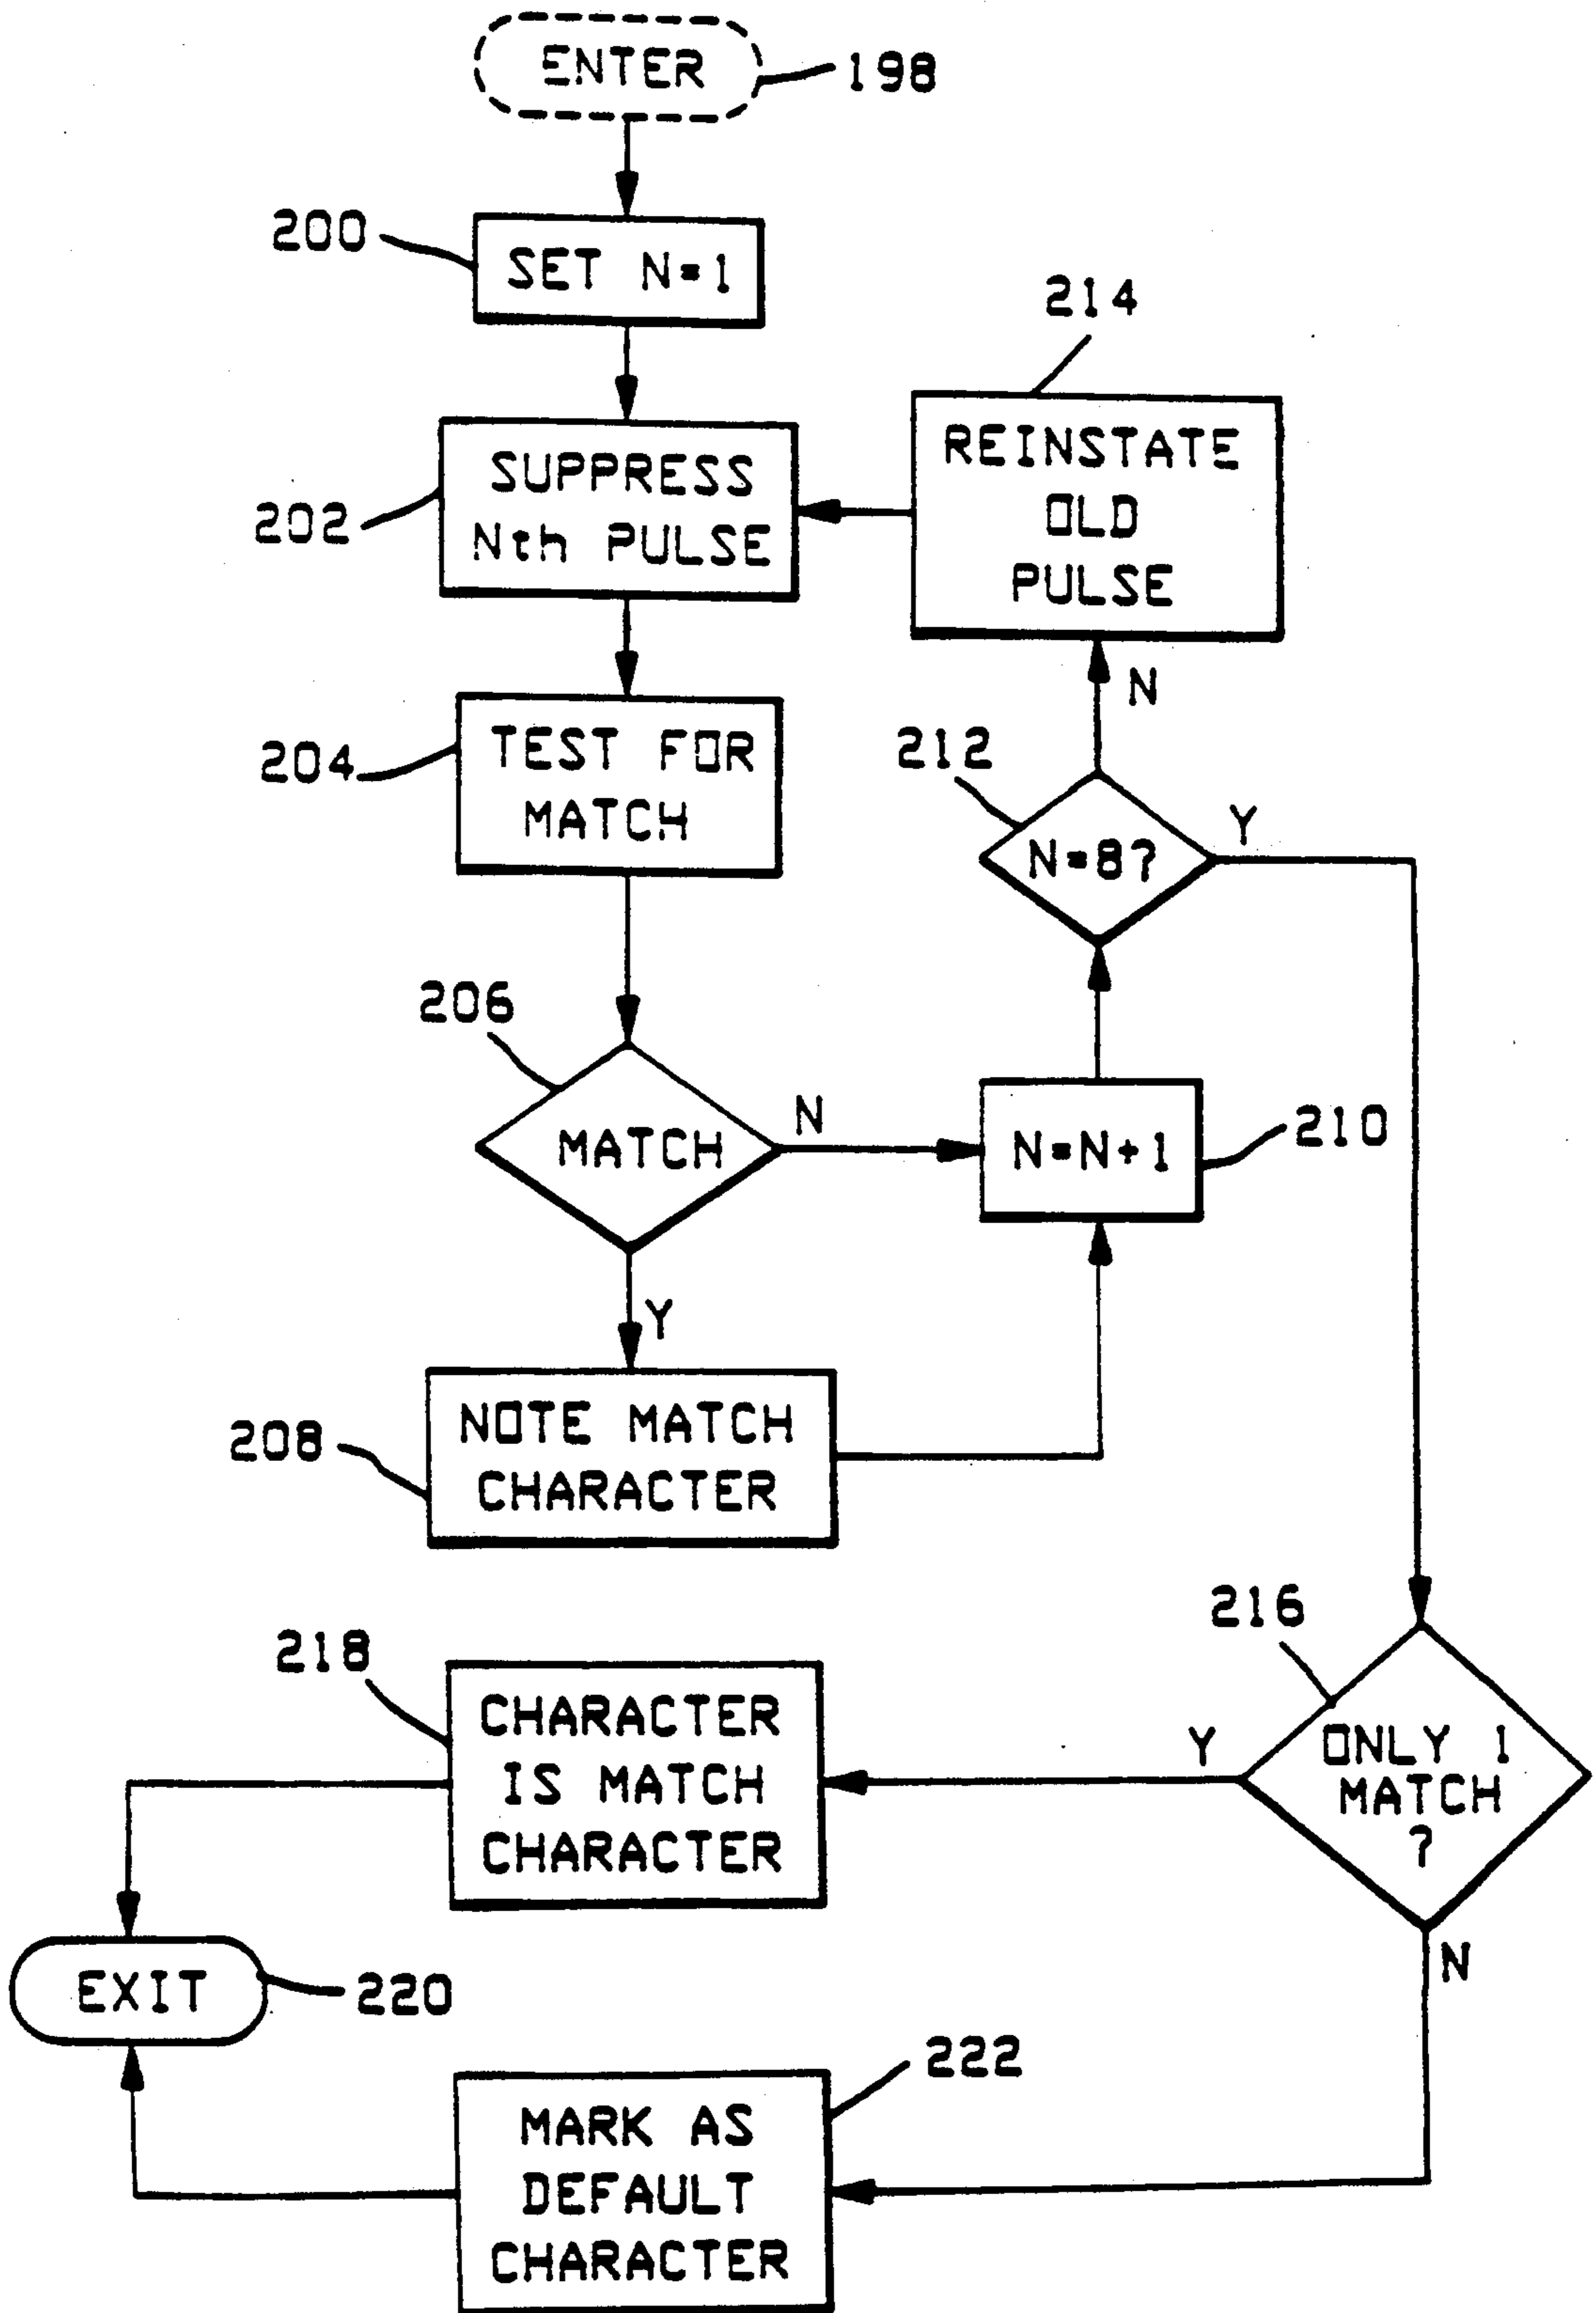 ENTER
198
200
SET N=1
214
REINSTATE
OLD
PULSE
SUPPRESS
Nth PULSE
202
N
TEST FOR
MATCH
204
212
N=8?
Y
206
MATCH
N
N=N+1
210
Y
NOTE MATCH
CHARACTER
208
216
ONLY 1
MATCH
?
Y
218
CHARACTER
IS MATCH
CHARACTER
N
EXIT
220
222
MARK AS
DEFAULT
CHARACTER